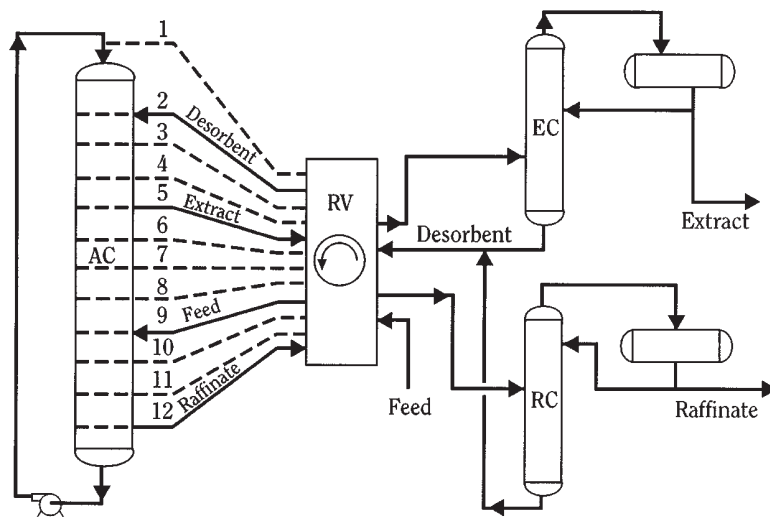 1
2
Desorbent
3
4
5
Extract
6
AC
7
8
9
Feed
10
11
12
Raffinate
RV
EC
Extract
Desorbent
Feed
RC
Raffinate